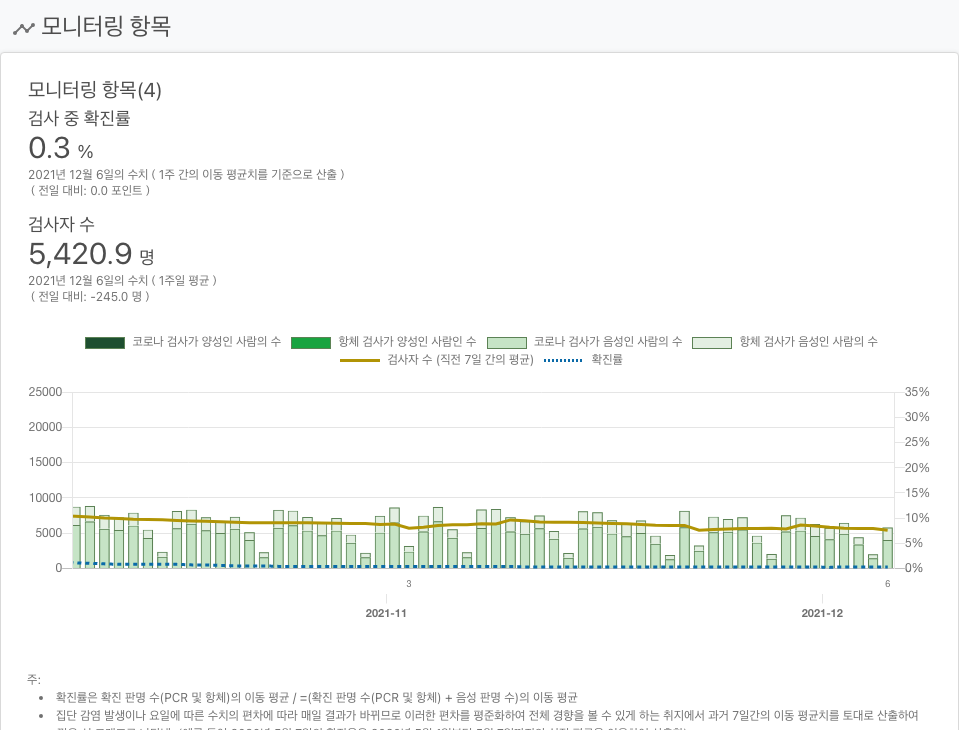 모니터링 항목
모니터링 항목(4)
검사 중 확진률
0.3 %
2021년 12월 6일의 수치 ( 1주 간의 이동 평균치를 기준으로 산출 )
( 전일 대비: 0.0 포인트 )
검사자 수
5,420.9 명
2021년 12월 6일의 수치 ( 1주일 평균 )
( 전일 대비: -245.0 명 )
코로나 검사가 양성인 사람의 수 항체 검사가 양성인 사람인 수 코로나 검사가 음성인 사람의 수 항체 검사가 음성인 사람의 수
검사자 수 (직전 7일 간의 평균) 확진률
25000 35%
30%
20000
25%
15000
20%
15%
10000
10%
5000
5%
0 0%
3 6
2021-11 2021-12
주:
확진률은 확진 판명 수(PCR 및 항체)의 이동 평균 / =(확진 판명 수(PCR 및 항체) + 음성 판명 수)의 이동 평균
집단 감염 발생이나 요일에 따른 수치의 편차에 따라 매일 결과가 바뀌므로 이러한 편차를 평준화하여 전체 경향을 볼 수 있게 하는 취지에서 과거 7일간의 이동 평균치를 토대로 산출하여